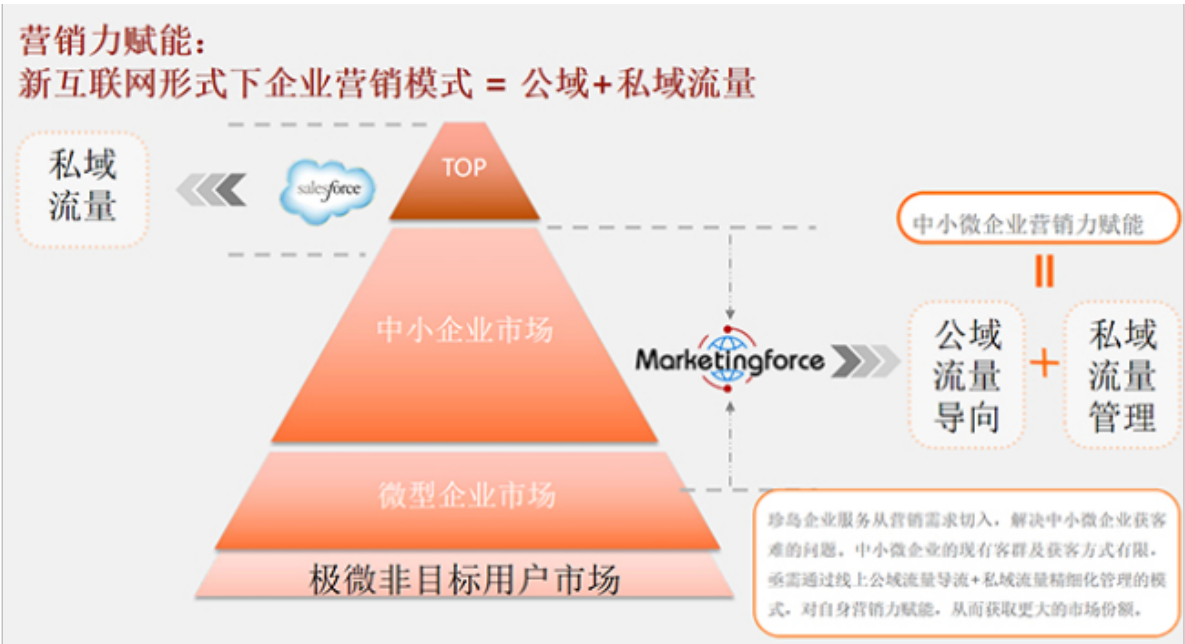 营销力赋能：
新互联网形式下企业营销模式 = 公域+私域流量
私域
流量
salesforce
TOP
中小企业市场
微型企业市场
极微非目标用户市场
Marketingforce
中小微企业营销力赋能
=
公域
流量
导向
+
私域
流量
管理
珍岛企业服务从营销需求切入，解决中小微企业获客
难的问题。中小微企业的现有客群及获客方式有限，
亟需通过线上公域流量导流+私域流量精细化管理的模
式，对自身营销力赋能，从而获取更大的市场份额。